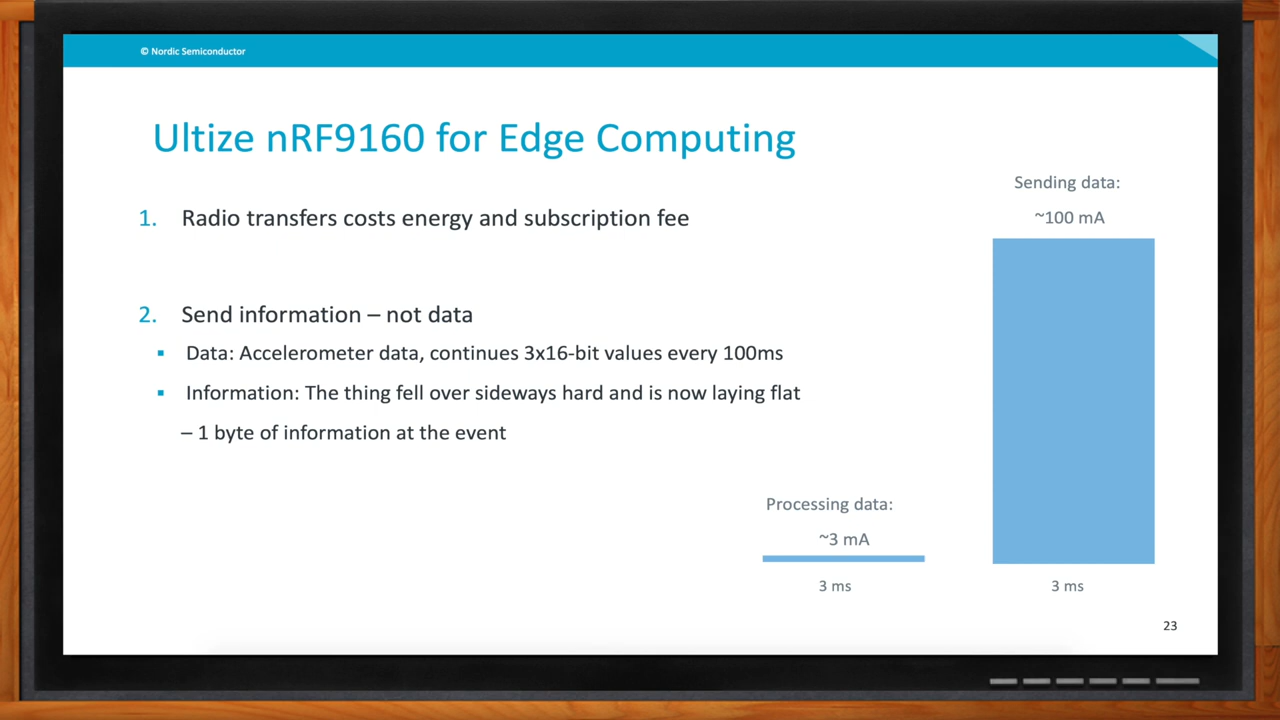 © Nordic Semiconductor
Ultize nRF9160 for Edge Computing
1. Radio transfers costs energy and subscription fee
2. Send information – not data
▪ Data: Accelerometer data, continues 3x16-bit values every 100ms
▪ Information: The thing fell over sideways hard and is now laying flat
– 1 byte of information at the event
Sending data:
~100 mA
3 ms
Processing data:
~3 mA
3 ms
23